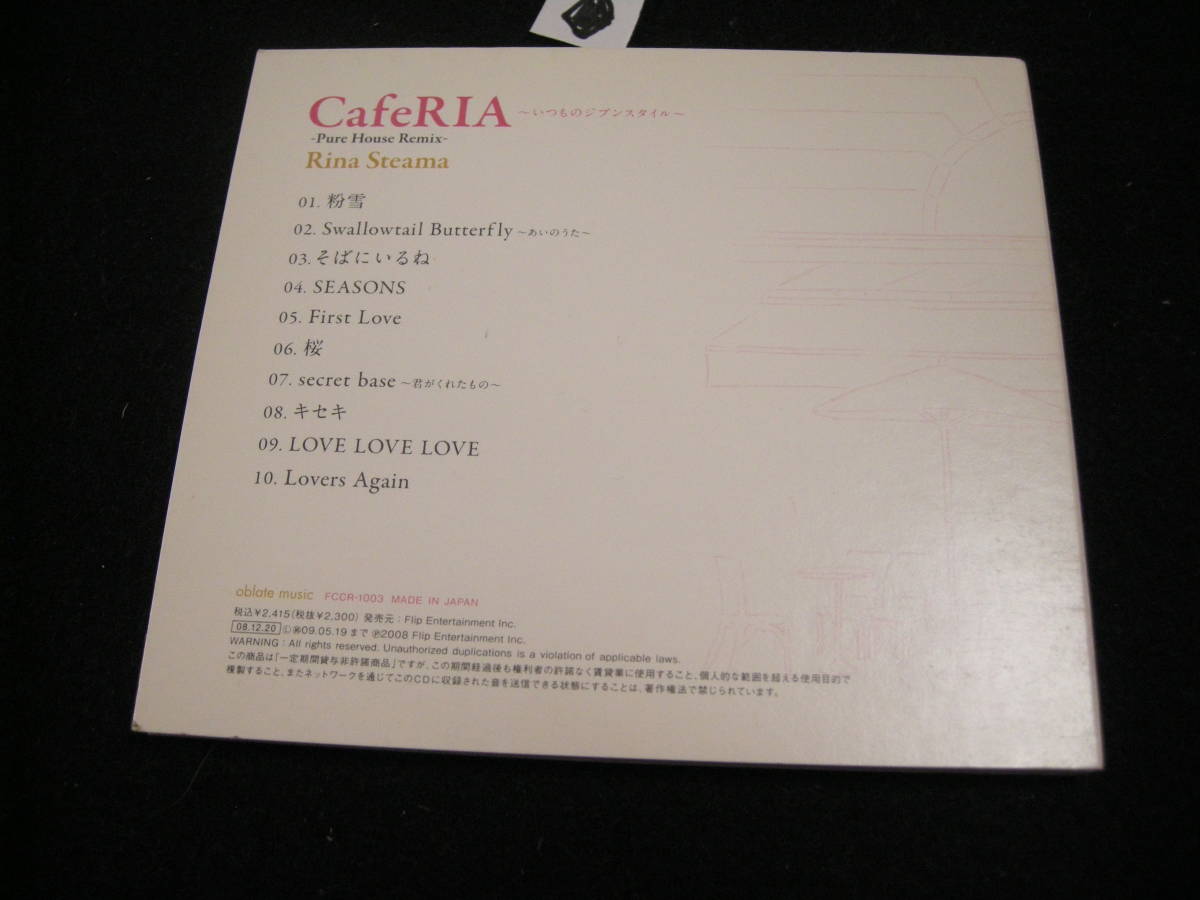 CafeRIA ~いつものジブンスタイル~
-Pure House Remix-
Rina Steama
01. 粉雪
02. Swallowtail Butterfly ~あいのうた~
03. そばにいるね
04. SEASONS
05. First Love
06. 桜
07. secret base ~君がくれたもの~
08. キセキ
09. LOVE LOVE LOVE
10. Lovers Again
oblate music FCCR-1003 MADE IN JAPAN
税込¥2,415(税抜¥2,300) 発売元:Flip Entertainment Inc.
08.12.20 Ⓛ 09.05.19 まで ℗2008 Flip Entertainment Inc.
WARNING : All rights reserved. Unauthorized duplications is a violation of applicable laws.
この商品は「一定期間貸与非許諾商品」ですが、この期間経過後も権利者の許諾なく賃貸業に使用すること、個人的な範囲を超える使用目的で
複製すること、またネットワークを通じてこのCDに収録された音を送信できる状態にすることは、著作権法で禁じられています。